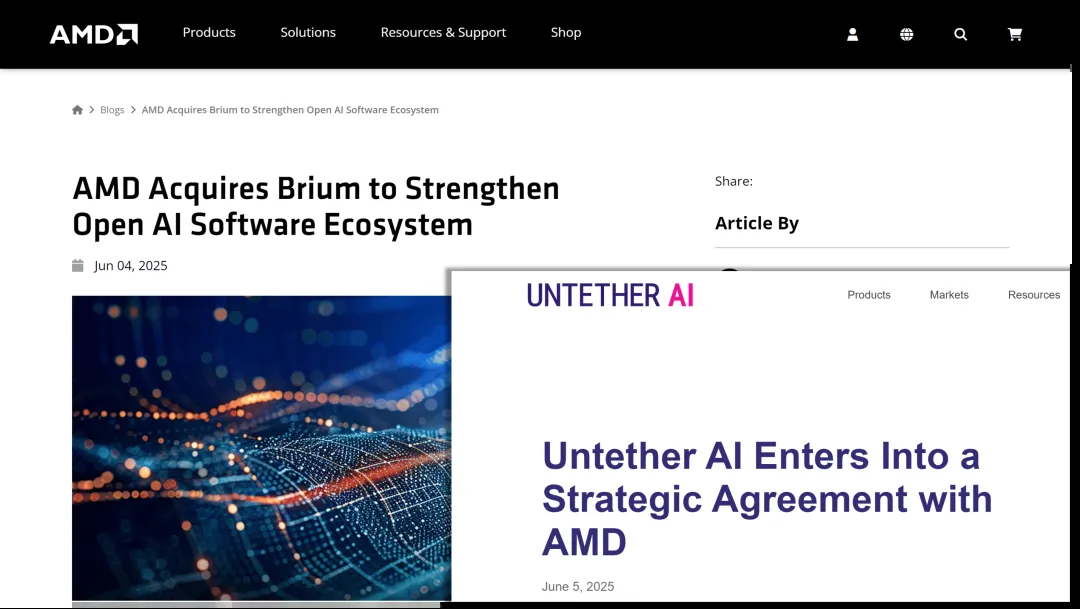 AMD
Products
Solutions
Resources & Support
Shop
Blogs
AMD Acquires Brium to Strengthen Open AI Software Ecosystem
AMD Acquires Brium to Strengthen
Open AI Software Ecosystem
Jun 04, 2025
Share:
Article By
UNTETHER AI
Products
Markets
Resources
Untether AI Enters Into a
Strategic Agreement with
AMD
June 5, 2025